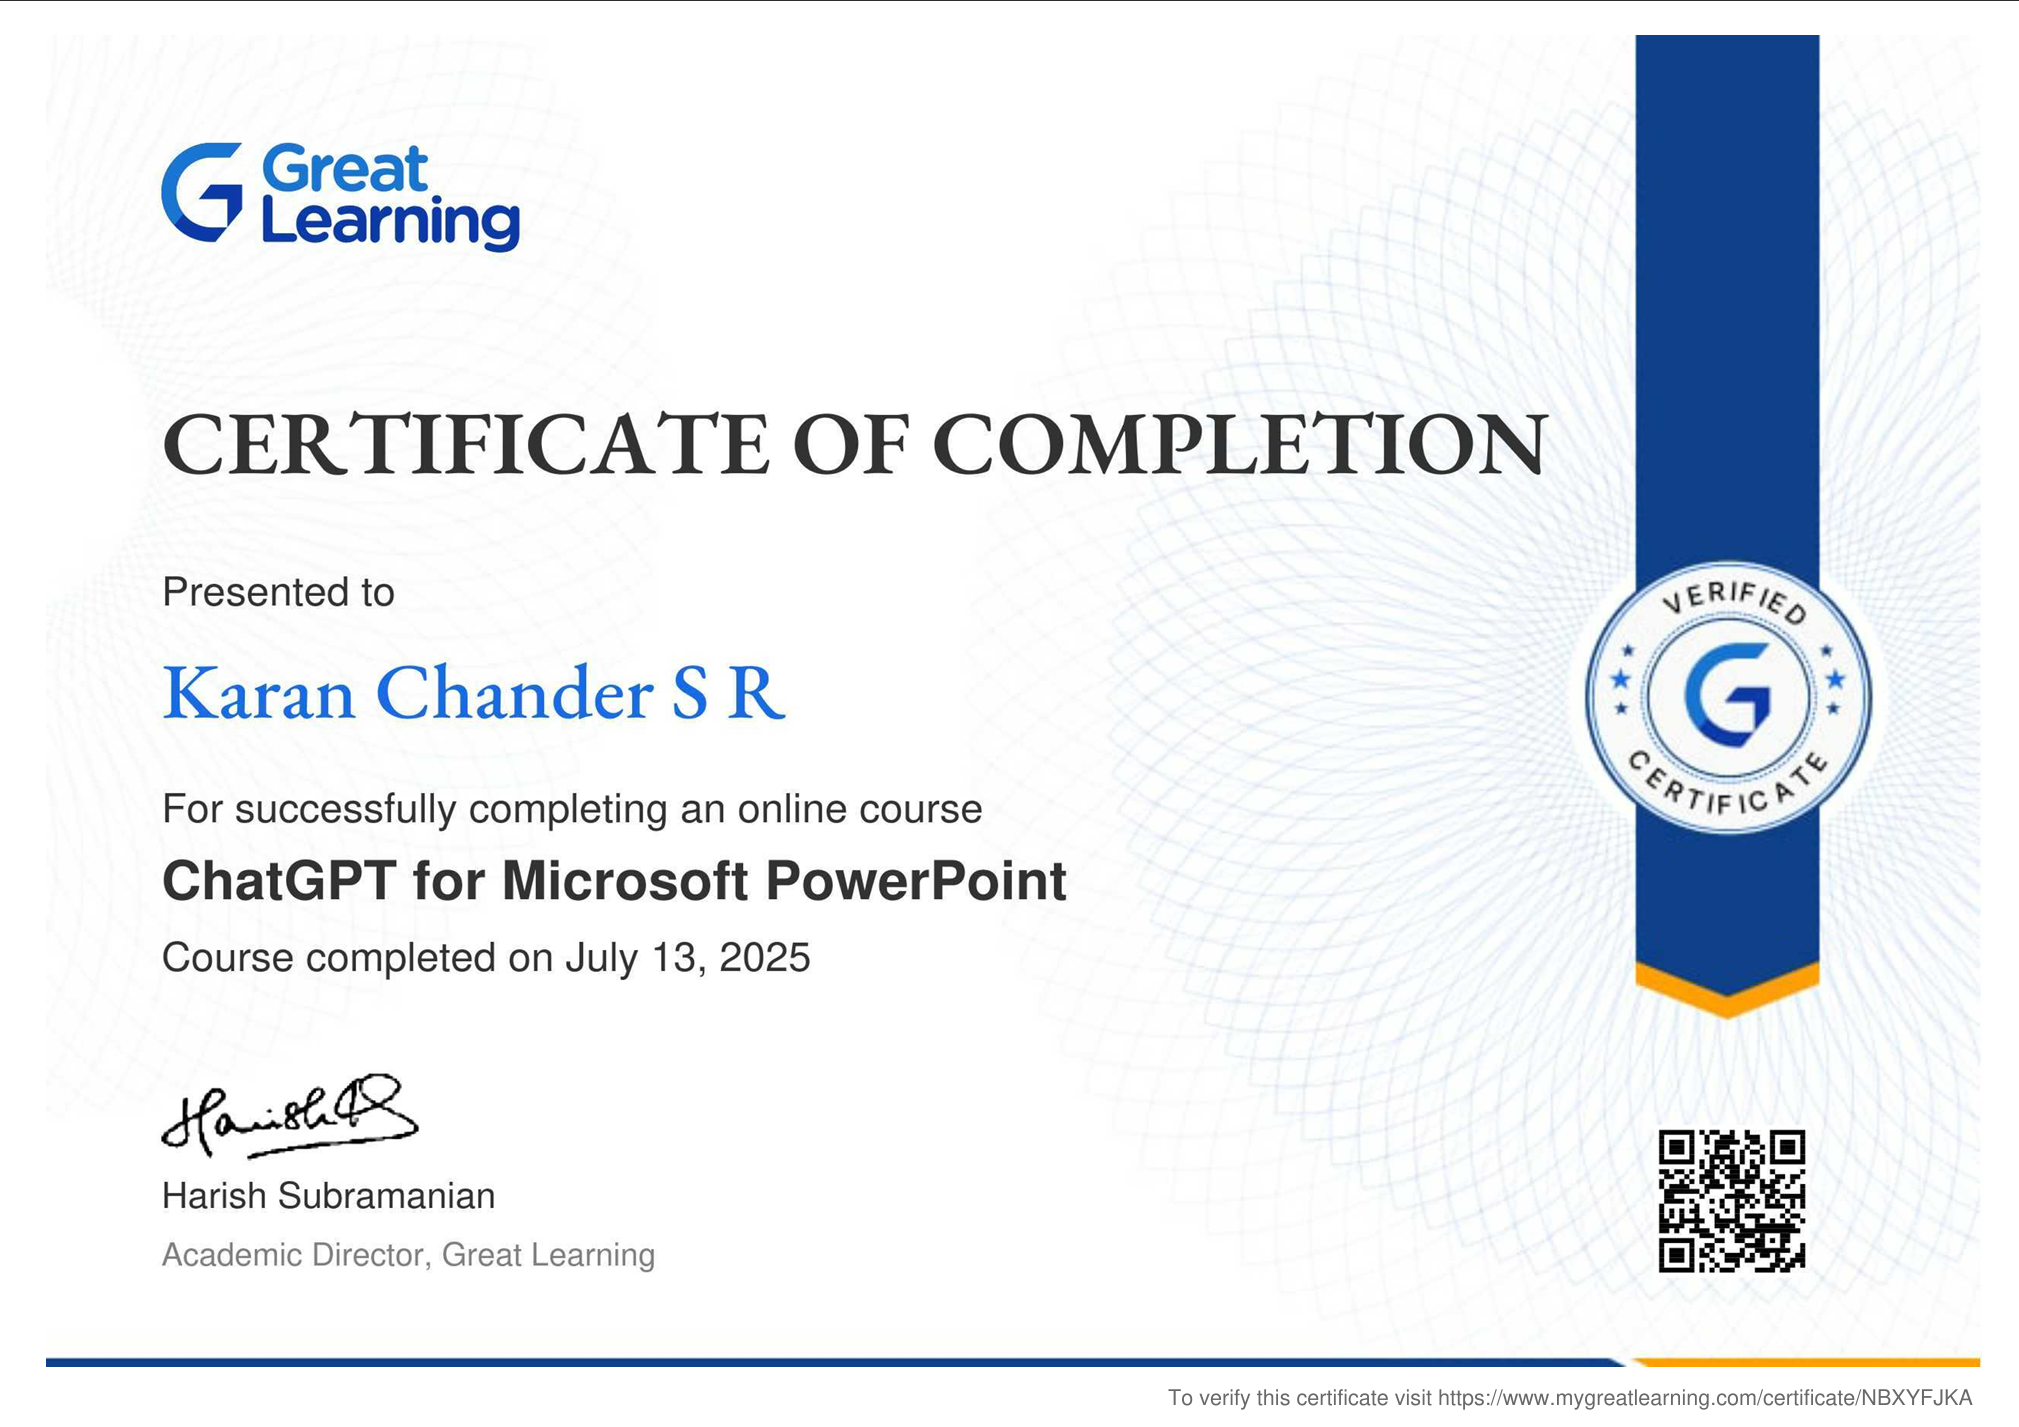 Great
Learning
CERTIFICATE OF COMPLETION
Presented to
Karan Chander S R
For successfully completing an online course
ChatGPT for Microsoft PowerPoint
Course completed on July 13, 2025
VERIFIED
CERTIFICATE
Harish
Harish Subramanian
Academic Director, Great Learning
To verify this certificate visit https://www.mygreatlearning.com/certificate/NBXYFJKA